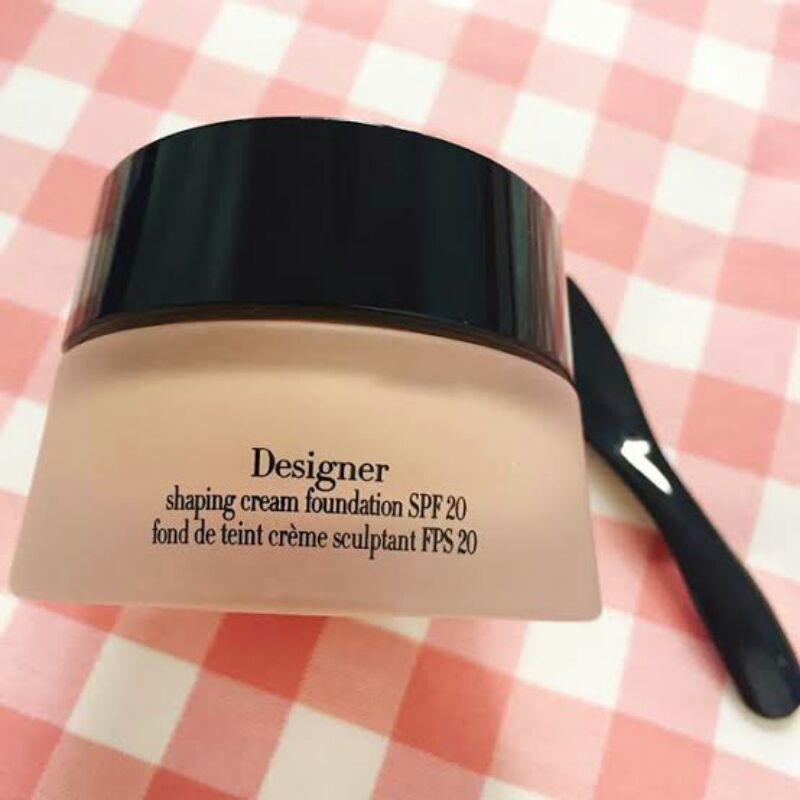 Designer
shaping cream foundation SPF 20
fond de teint crème sculptant FPS 20